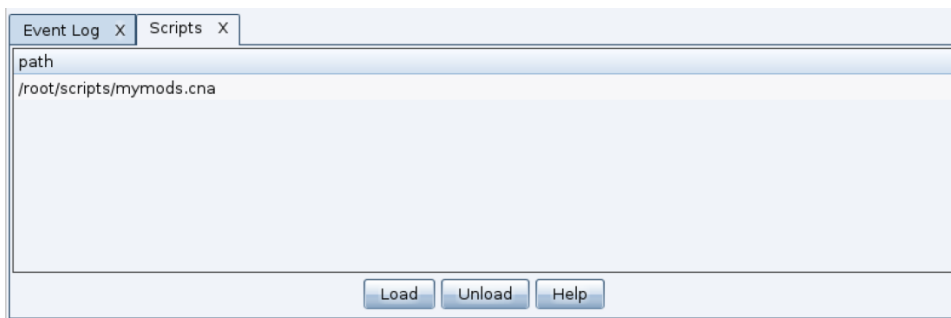 Event Log X Scripts X
path
/root/scripts/mymods.cna
Load Unload Help